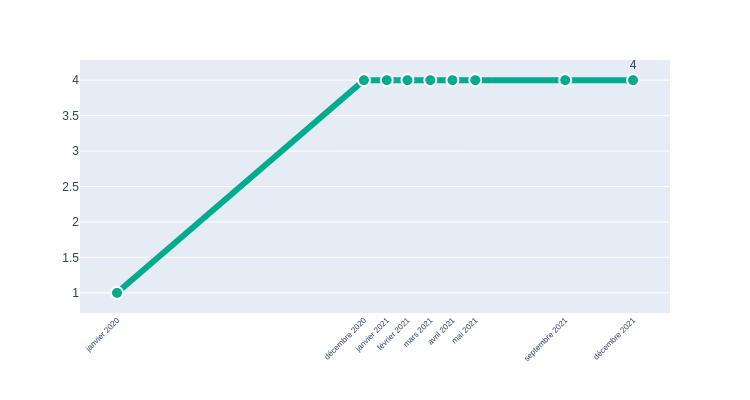 4
4
3.5
3
2.5
2
1.5
1
janvier 2020
décembre 2020
janvier 2021
février 2021
mars 2021
avril 2021
mai 2021
septembre 2021
décembre 2021